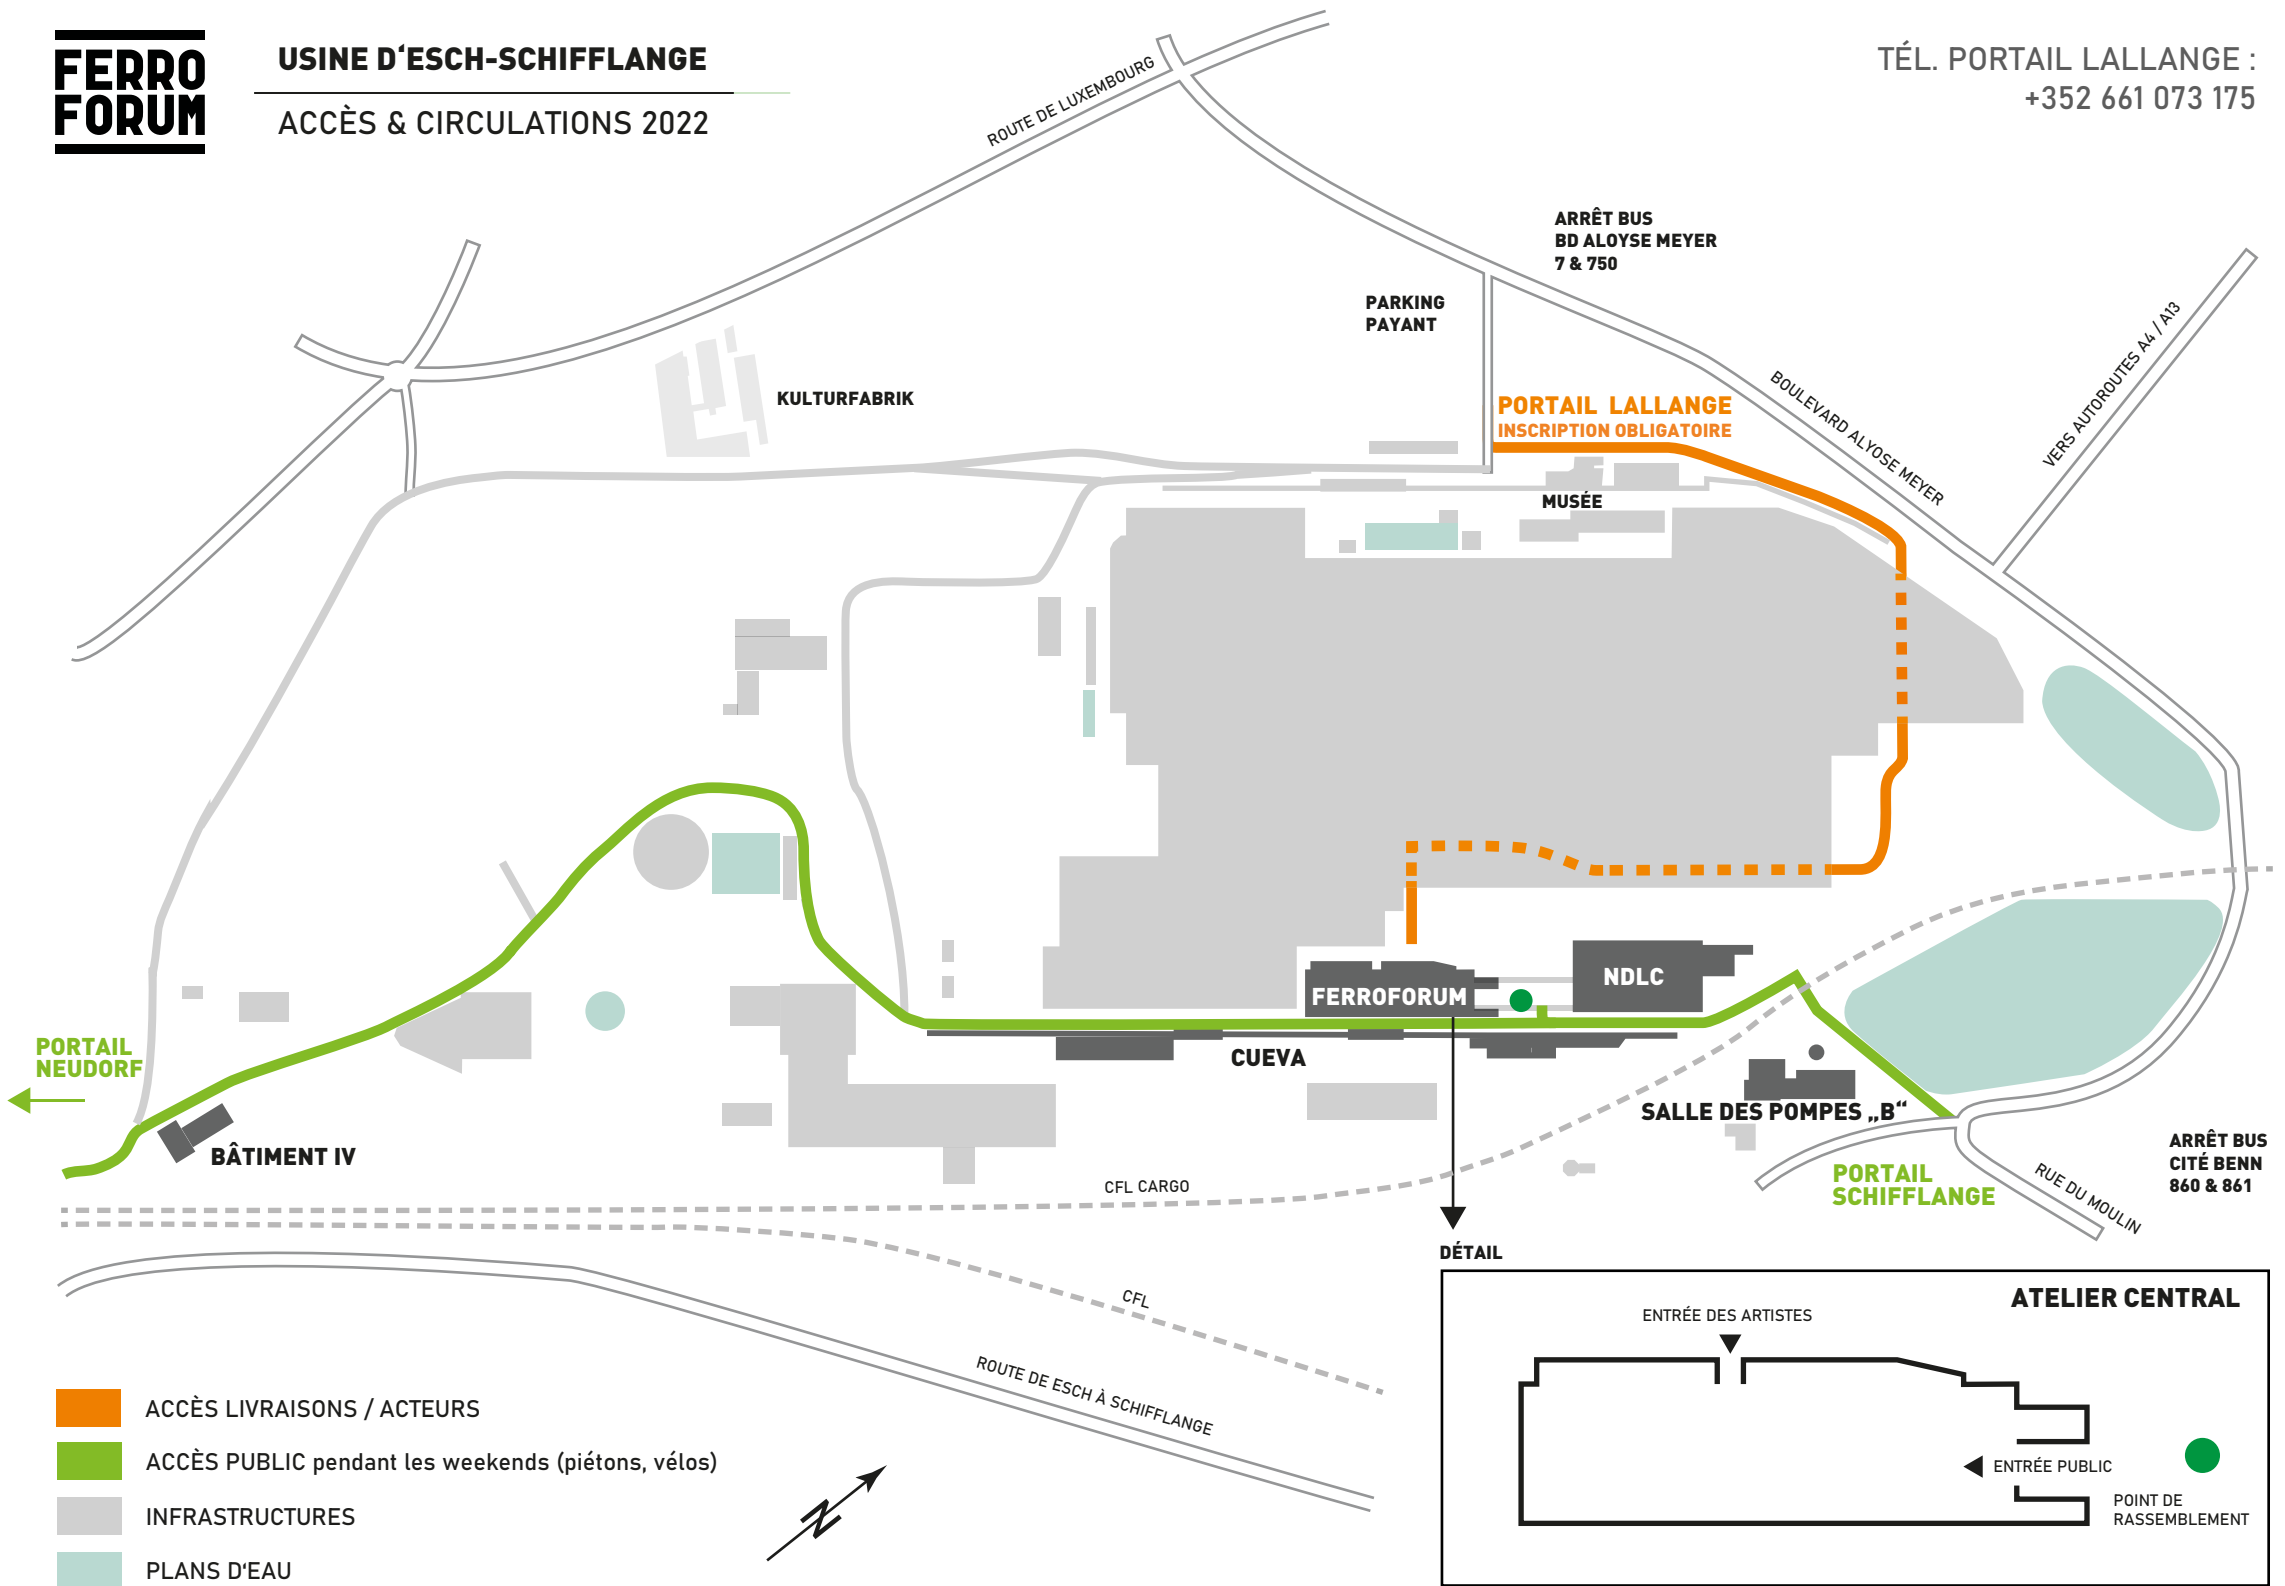 FERRO
FORUM
USINE D'ESCH-SCHIFFLANGE
ACCÈS & CIRCULATIONS 2022
TÉL. PORTAIL LALLANGE :
+352 661 073 175
ROUTE DE LUXEMBOURG
ARRÊT BUS
BD ALOYSE MEYER
7 & 750
PARKING
PAYANT
VERS AUTOROUTES A4 / A13
BOULEVARD ALYOSE MEYER
KULTURFABRIK
PORTAIL LALLANGE
INSCRIPTION OBLIGATOIRE
MUSÉE
NDLC
FERROFORUM
PORTAIL
NEUDORF
CUEVA
SALLE DES POMPES „B“
BÂTIMENT IV
ARRÊT BUS
CITÉ BENN
860 & 861
PORTAIL
SCHIFFLANGE
RUE DU MOULIN
CFL CARGO
DÉTAIL
CFL
ROUTE DE ESCH À SCHIFFLANGE
ATELIER CENTRAL
ENTRÉE DES ARTISTES
ENTRÉE PUBLIC
POINT DE
RASSEMBLEMENT
ACCÈS LIVRAISONS / ACTEURS
ACCÈS PUBLIC pendant les weekends (piétons, vélos)
INFRASTRUCTURES
PLANS D'EAU
N